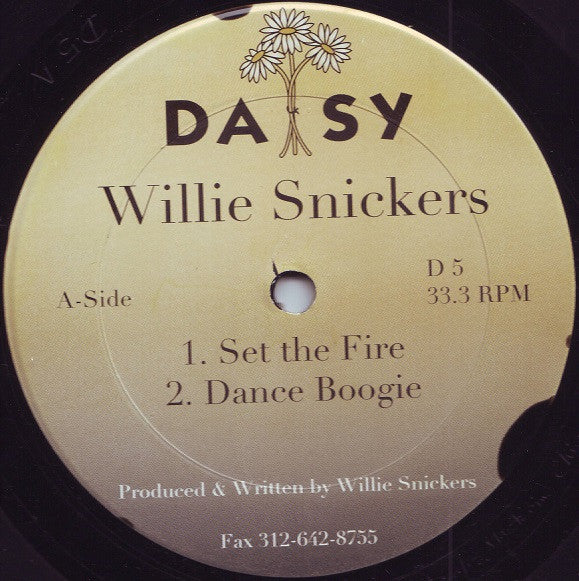 DAISY
Willie Snickers
A-Side
D 5
33.3 RPM
1. Set the Fire
2. Dance Boogie
Produced & Written by Willie Snickers
Fax 312-642-8755
D5A